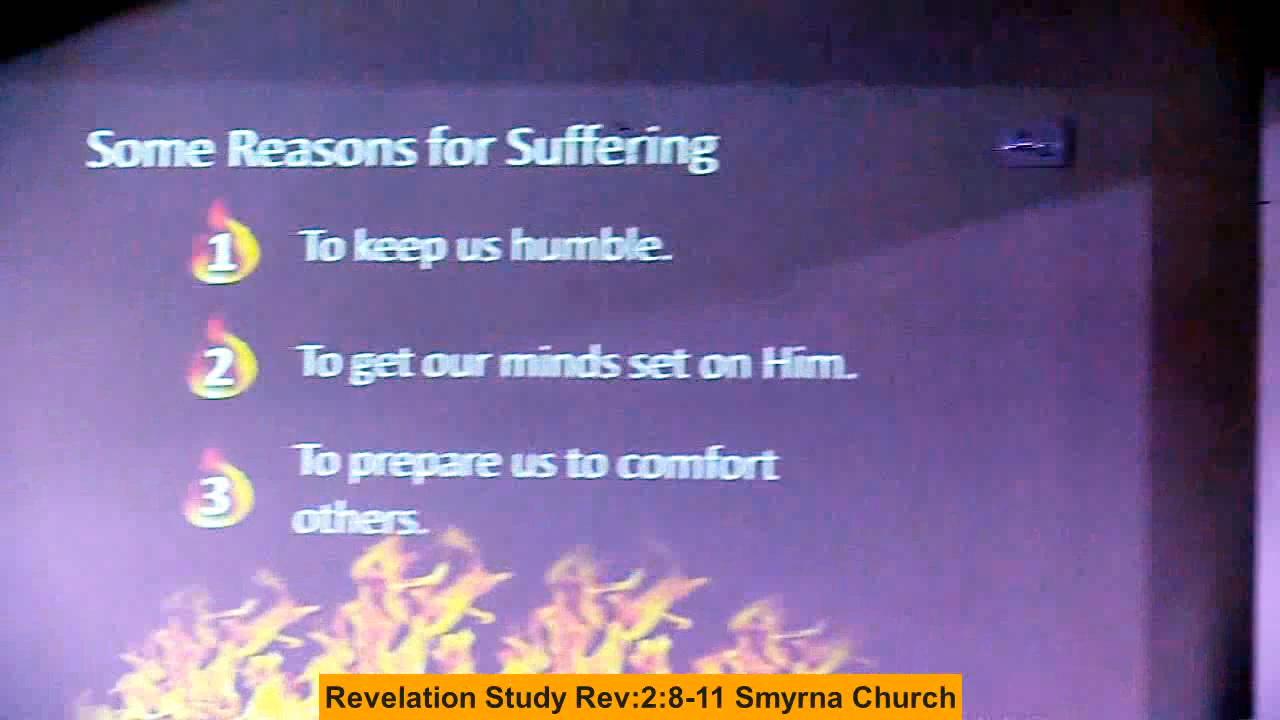 Some Reasons for Suffering
1 To keep us humble.
2 To get our minds set on Him.
3 To prepare us to comfort
others.
Revelation Study Rev:2:8-11 Smyrna Church